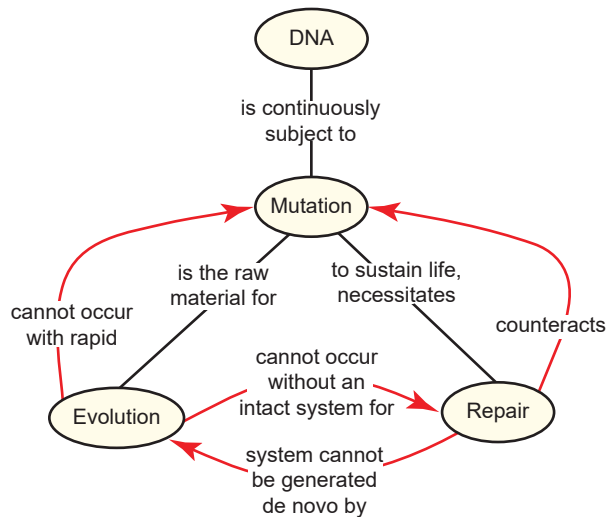 DNA
is continuously
subject to
Mutation
is the raw
material for
to sustain life,
necessitates
cannot occur
with rapid
counteracts
cannot occur
without an
intact system for
Evolution
Repair
system cannot
be generated
de novo by